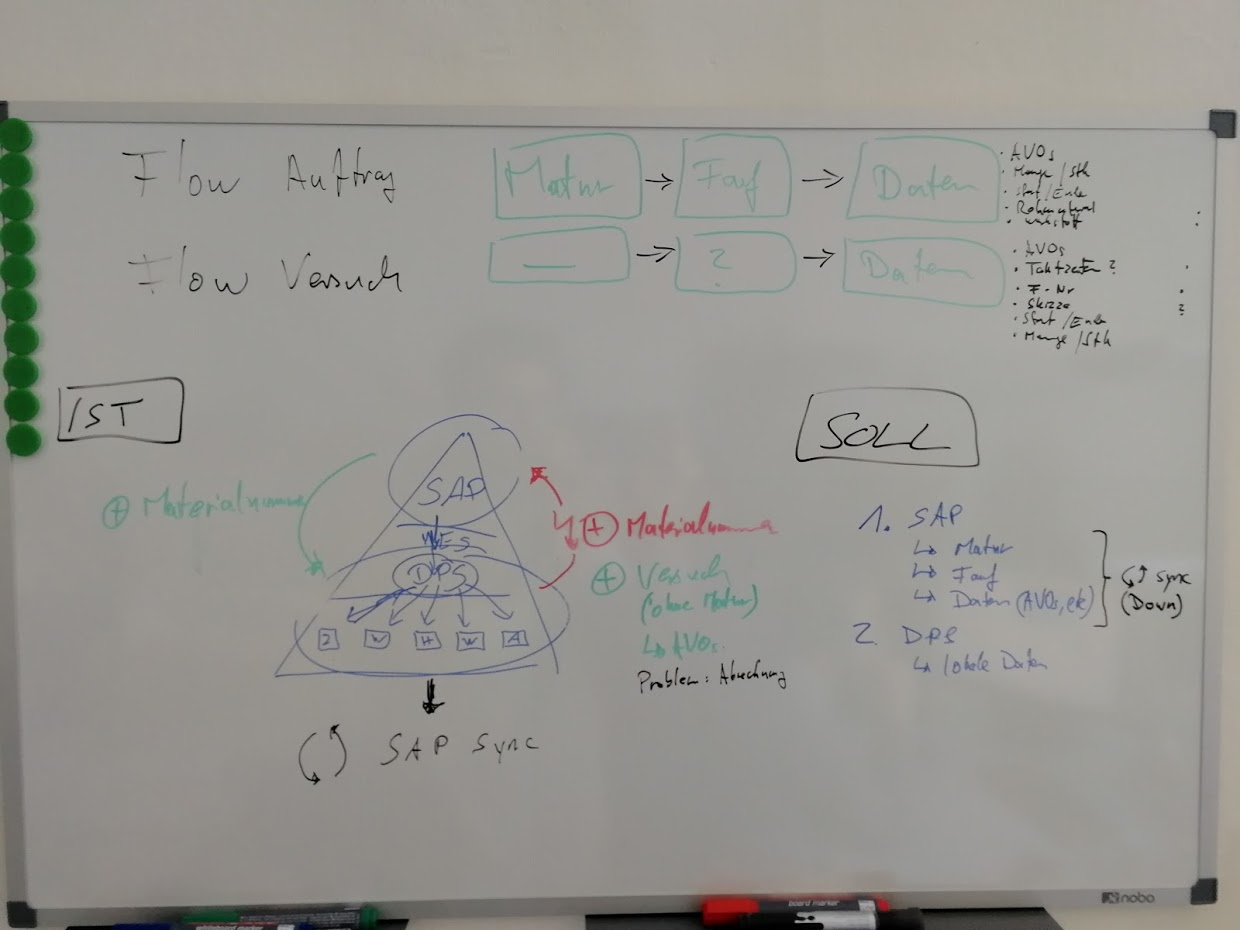 Flow Auftrag
Matnr → Fauf → Daten
· AVOs
· Menge / Stk
· Start / Ende
· Rohmaterial
· Werkstoff
Flow Versuch
— → ? → Daten
· AVOs
· Taktzeiten ?
· F-Nr
· Skizze
· Start / Ende
· Menge / Stk
?
IST
⊕ Materialnummer
SAP
MES
DPS
Z W H W A
SAP Sync
⊕ Materialnummer
⊕ Versuch
(ohne Matnr)
↳ AVOs
Problem: Abrechnung
SOLL
1. SAP
↳ Matnr
↳ Fauf
↳ Daten (AVOs, etc)
Sync
(Down)
2. DPS
↳ lokale Daten
nobo
board marker